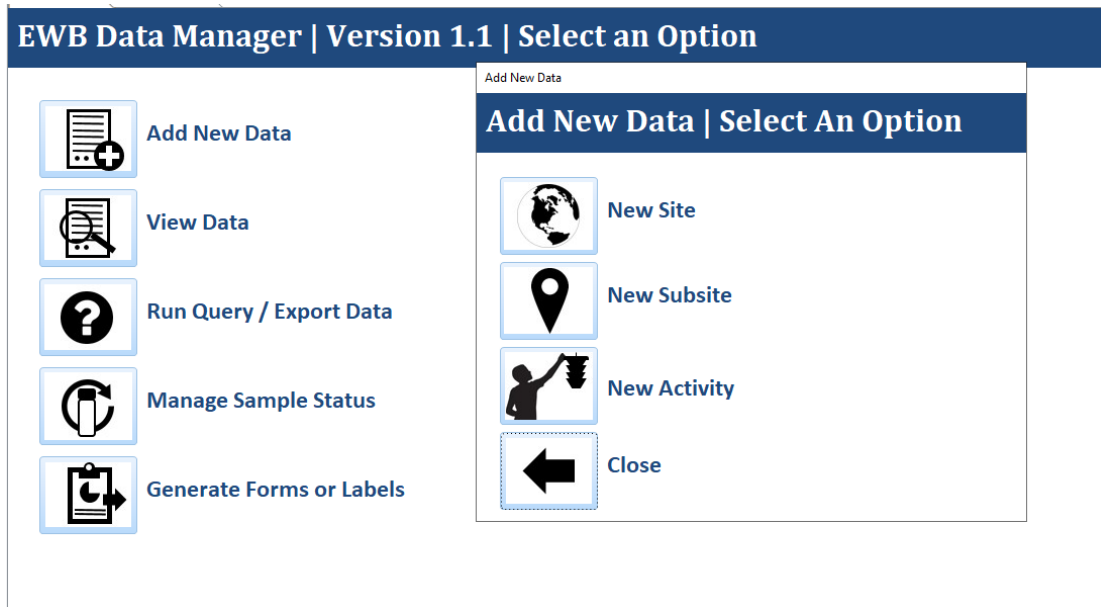 EWB Data Manager | Version 1.1 | Select an Option
Add New Data
View Data
Run Query / Export Data
Manage Sample Status
Generate Forms or Labels
Add New Data
Add New Data | Select An Option
New Site
New Subsite
New Activity
Close